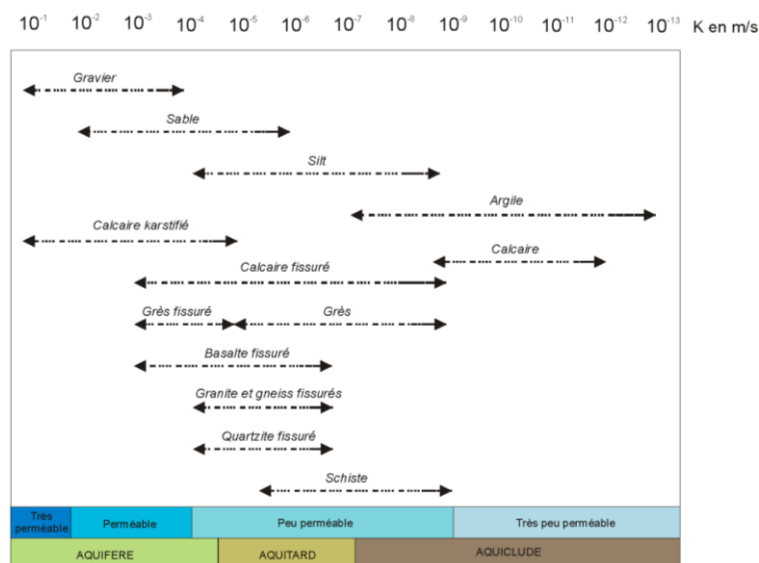 10⁻¹ 10⁻² 10⁻³ 10⁻⁴ 10⁻⁵ 10⁻⁶ 10⁻⁷ 10⁻⁸ 10⁻⁹ 10⁻¹⁰ 10⁻¹¹ 10⁻¹² 10⁻¹³ K en m/s
Gravier
Sable
Silt
Argile
Calcaire karstifié
Calcaire
Calcaire fissuré
Grès fissuré Grès
Basalte fissuré
Granite et gneiss fissurés
Quartzite fissuré
Schiste
Très
perméable Perméable Peu perméable Très peu perméable
AQUIFERE AQUITARD AQUICLUDE